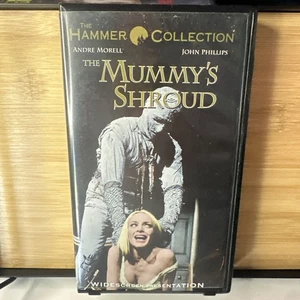 THE
HAMMER COLLECTION
ANDRE MORELL JOHN PHILLIPS
THE
MUMMY'S
SHROUD
WIDESCREEN PRESENTATION